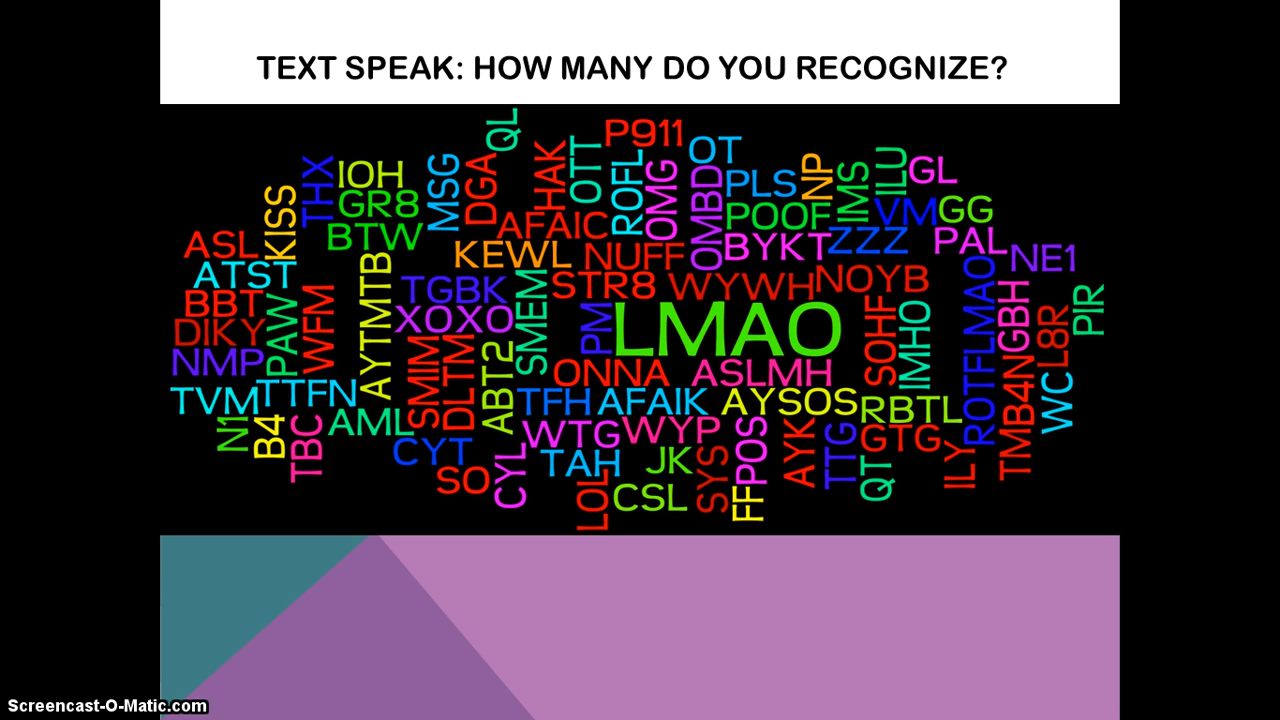 TEXT SPEAK: HOW MANY DO YOU RECOGNIZE?
QL
P911
OT
THX
IOH
MSG
DGA
HAK
OTT
ROFL
OMG
OMBD
PLS
NP
IMS
ILU
GL
KISS
GR8
AFAIC
POOF
VM
GG
ASL
BTW
KEWL
NUFF
BYKT
ZZZ
PAL
NE1
ATST
AYTMTB
TGBK
SMEM
STR8
WYWH
NOYB
BBT
PAW
WFM
XOXO
PM
LMAO
SOHF
IMHO
ROTFLMAO
NGBH
L8R
PIR
DIKY
NMP
SMIM
DLTM
ABT2
ONNA
ASLMH
TVM
TTFN
TFH
AFAIK
AYSOS
RBTL
TMB4
WC
N1
B4
TBC
AML
CYT
WTG
WYP
POS
AYK
TTG
GTG
SO
CYL
TAH
JK
SYS
QT
ILY
LOL
CSL
FF
Screencast-O-Matic.com